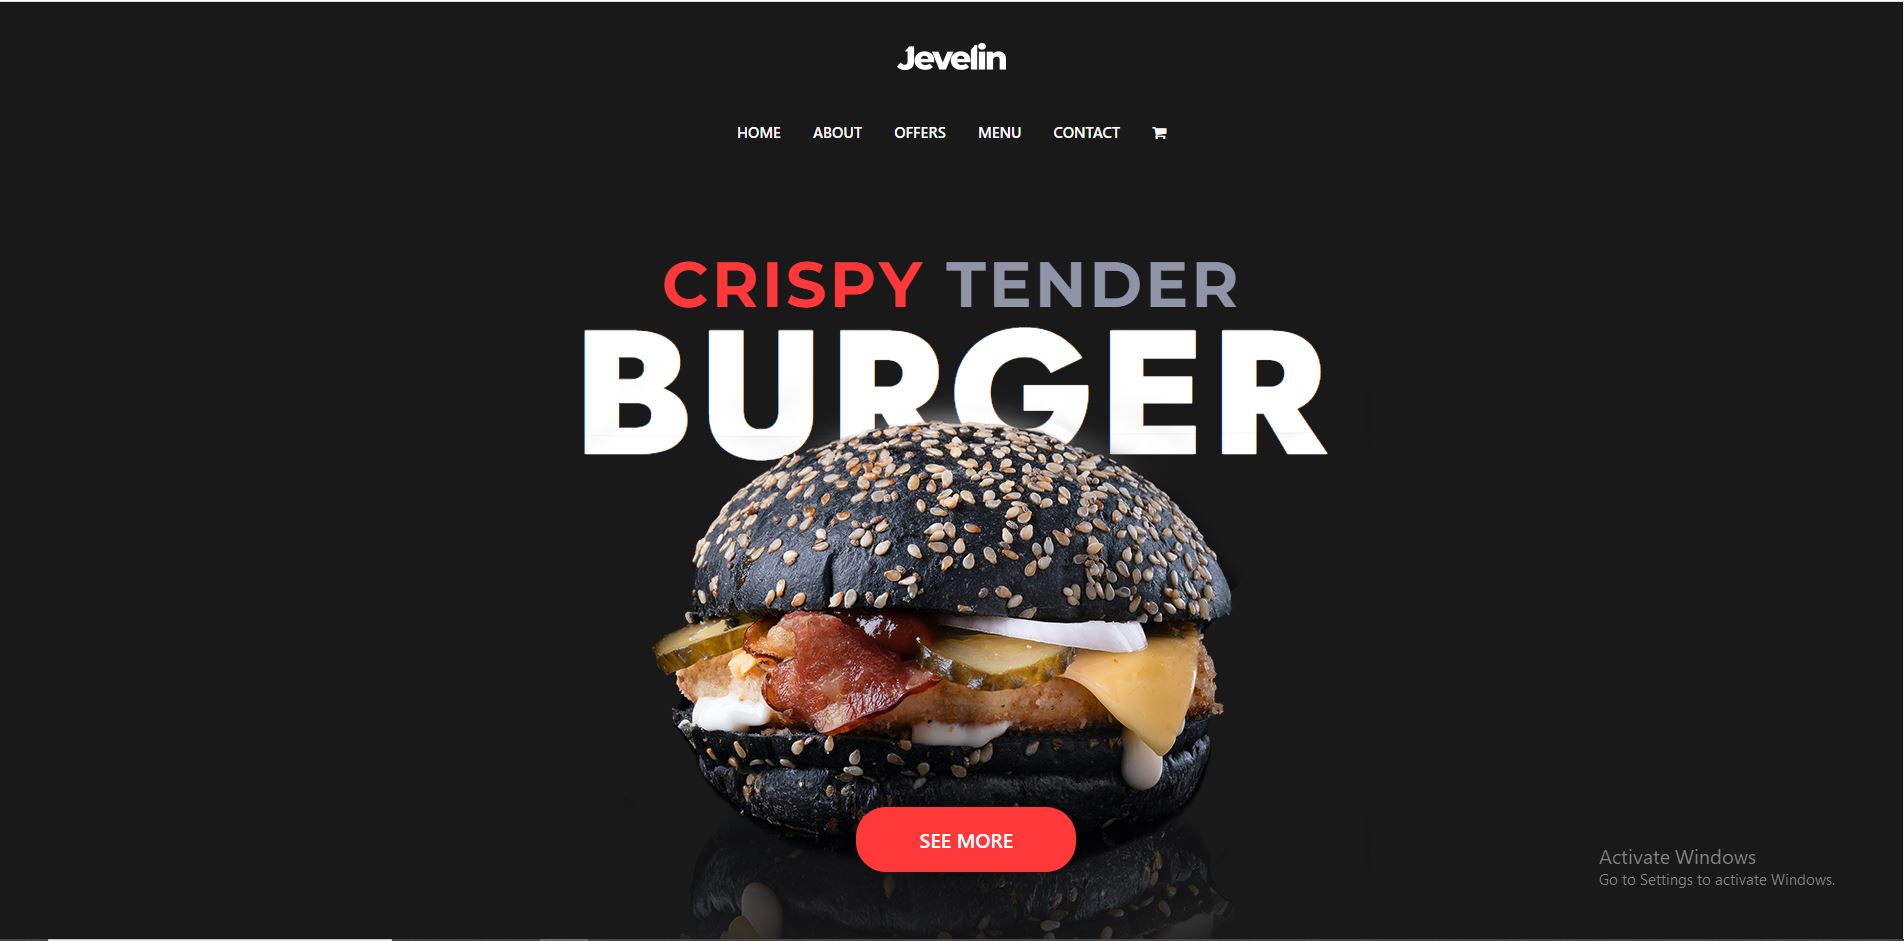 Jevelin
HOME ABOUT OFFERS MENU CONTACT
CRISPY TENDER
BURGER
SEE MORE
Activate Windows
Go to Settings to activate Windows.